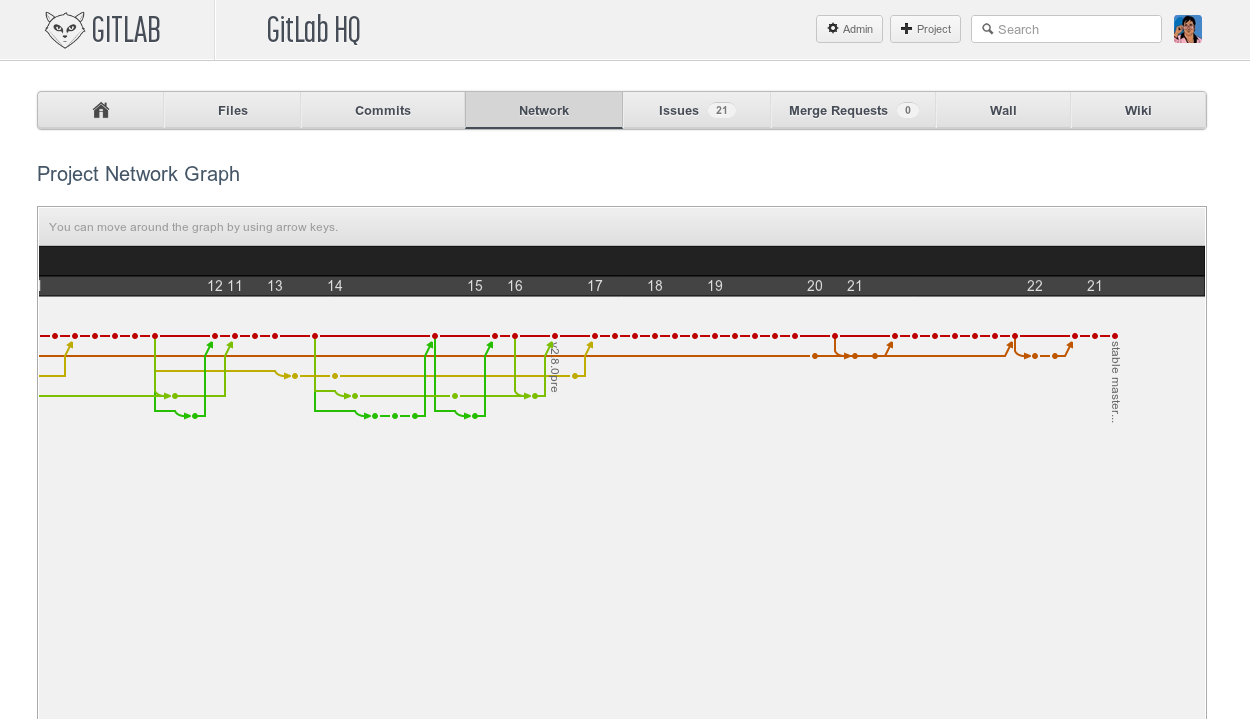 GITLAB
GitLab HQ
Admin
Project
Search
Files
Commits
Network
Issues 21
Merge Requests 0
Wall
Wiki
Project Network Graph
You can move around the graph by using arrow keys.
12 11 13 14 15 16 17 18 19 20 21 22 21
v2.8.0pre
stable master...